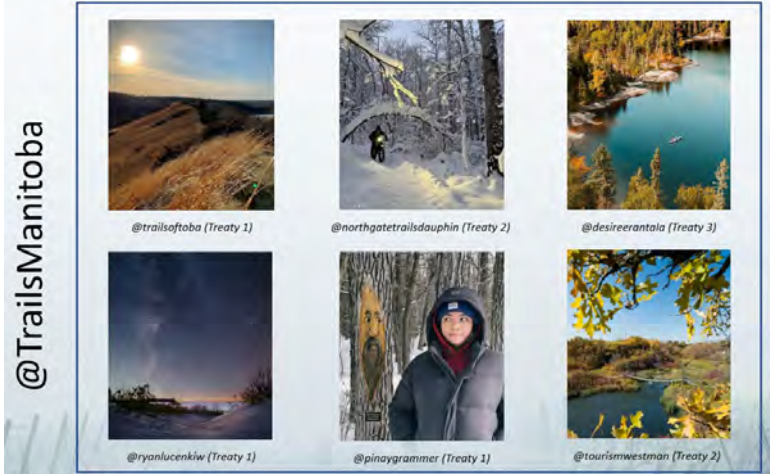 @TrailsManitoba
@trailsoftoba (Treaty 1)
@northgatetrailsdauphin (Treaty 2)
@desireerantala (Treaty 3)
@ryanlucenkiw (Treaty 1)
@pinaygrammer (Treaty 1)
@tourismwestman (Treaty 2)